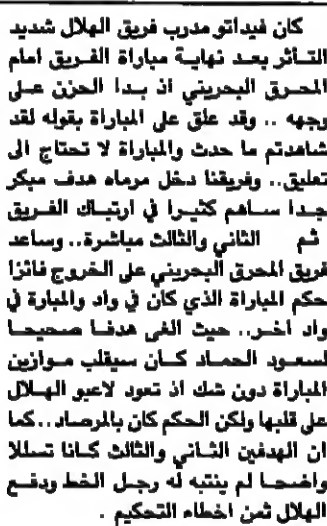 كان فيداتو مدرب فريق الهلال شديد
التأثر بعد نهاية مباراة الفريق امام
المحرق البحريني اذ بدا الحزن على
وجهه .. وقد علق على المباراة بقوله لقد
شاهدتم ما حدث والمباراة لا تحتاج الى
تعليق.. وفريقنا دخل مرماه هدف مبكر
جدا ساهم كثيرا في ارتباك الفريق
ثم الثاني والثالث مباشرة.. وساعد
فريق المحرق البحريني على الخروج فائزا
حكم المباراة الذي كان في واد والمبارة في
واد اخر.. حيث الغى هدفا صحيحا
لسعود الحماد كان سيقلب موازين
المباراة دون شك اذ تعود لاعبو الهلال
على قلبها ولكن الحكم كان بالمرصاد.. كما
ان الهدفين الثاني والثالث كانا تسللا
واضحا لم ينتبه له رجل الخط ودفع
الهلال ثمن اخطاء التحكيم .